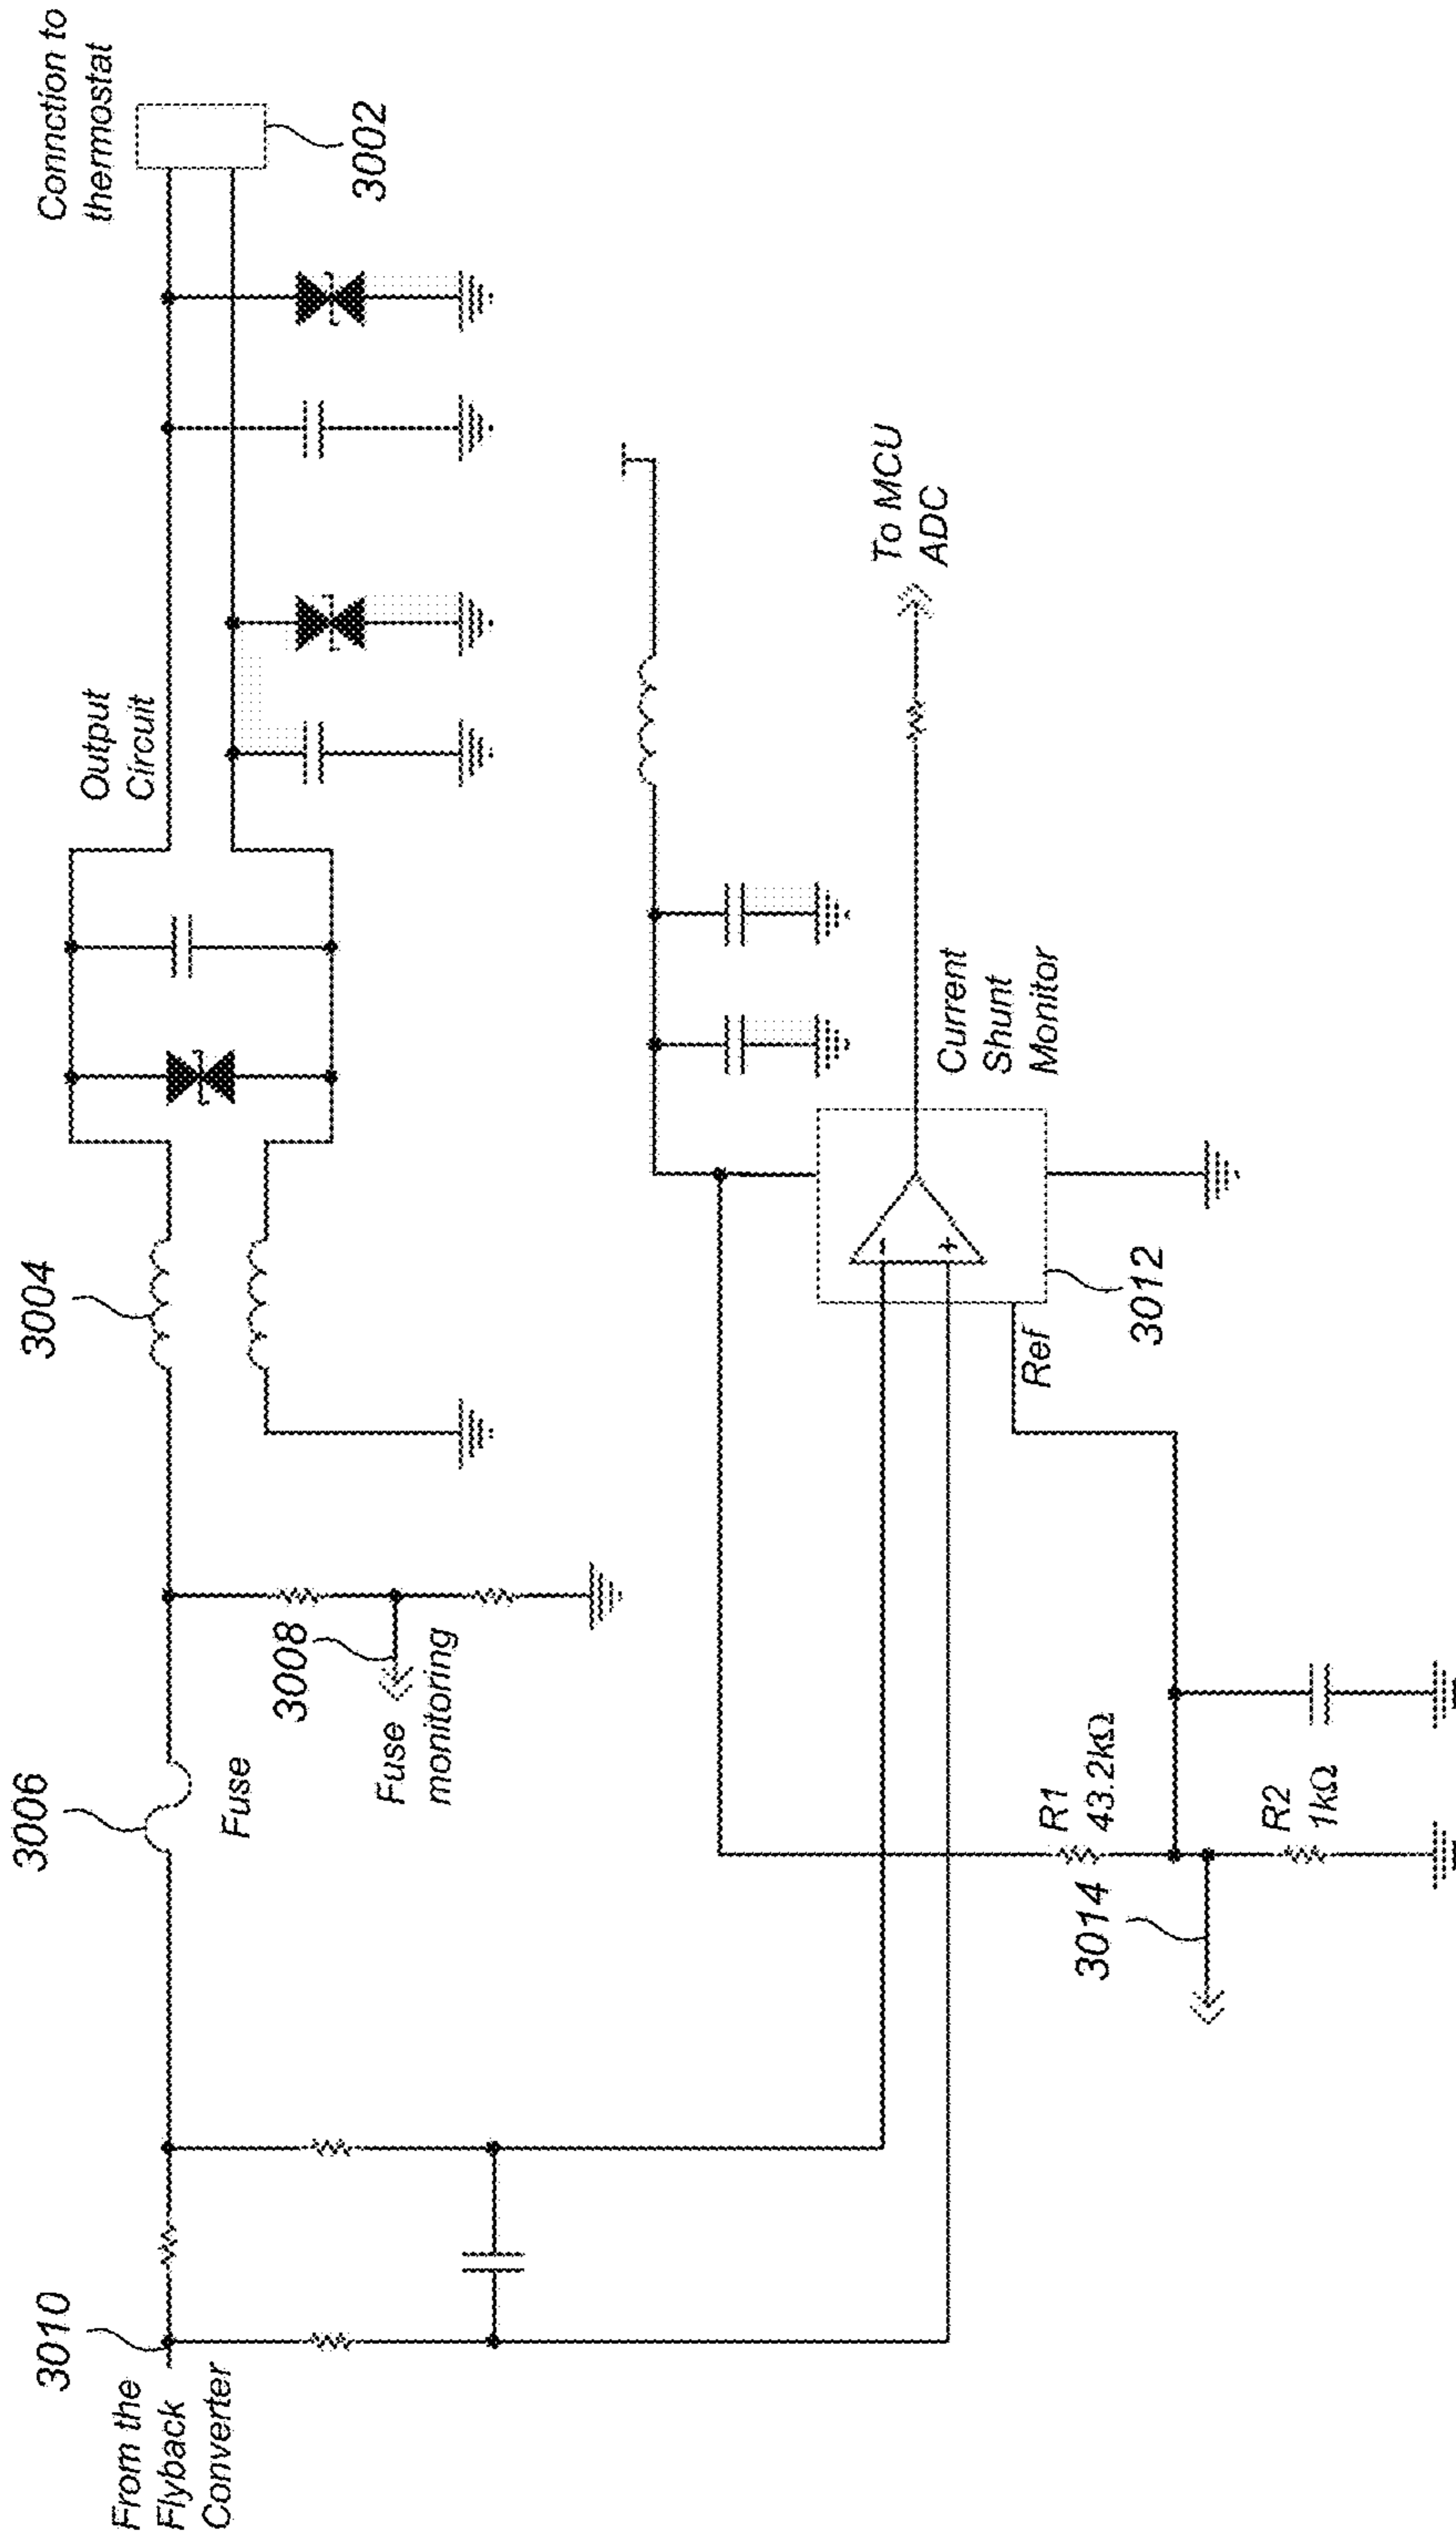 Connction to
thermostat
3002
Output
Circuit
3004
3006
Fuse
3008
Fuse
monitoring
3010
From the
Flyback
Converter
To MCU
ADC
Current
Shunt
Monitor
-
+
Ref
3012
R1
43.2kΩ
3014
R2
1kΩ